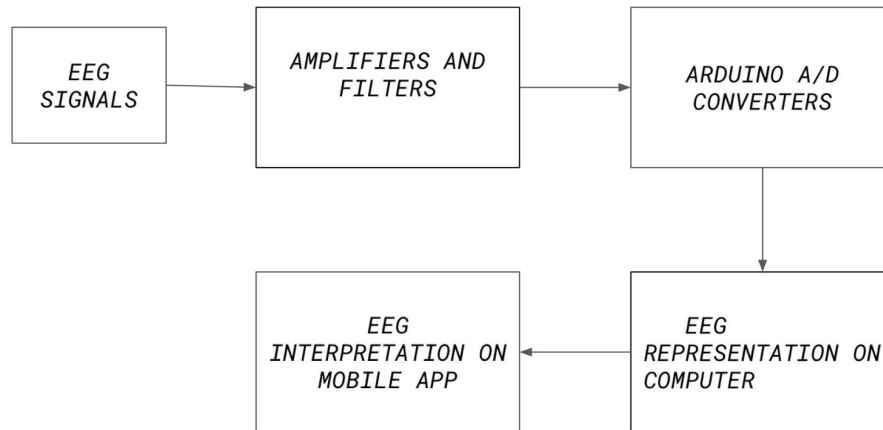 EEG
SIGNALS
AMPLIFIERS AND
FILTERS
ARDUINO A/D
CONVERTERS
EEG
REPRESENTATION ON
COMPUTER
EEG
INTERPRETATION ON
MOBILE APP